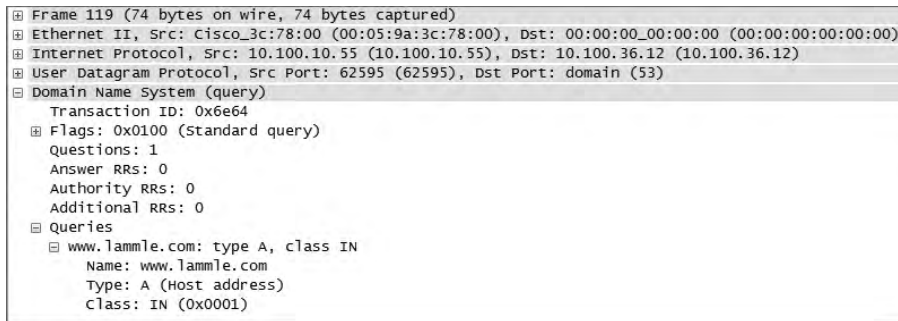 Frame 119 (74 bytes on wire, 74 bytes captured)
Ethernet II, Src: Cisco_3c:78:00 (00:05:9a:3c:78:00), Dst: 00:00:00_00:00:00 (00:00:00:00:00:00)
Internet Protocol, Src: 10.100.10.55 (10.100.10.55), Dst: 10.100.36.12 (10.100.36.12)
User Datagram Protocol, Src Port: 62595 (62595), Dst Port: domain (53)
Domain Name System (query)
Transaction ID: 0x6e64
Flags: 0x0100 (Standard query)
Questions: 1
Answer RRs: 0
Authority RRs: 0
Additional RRs: 0
Queries
www.lammle.com: type A, class IN
Name: www.lammle.com
Type: A (Host address)
Class: IN (0x0001)